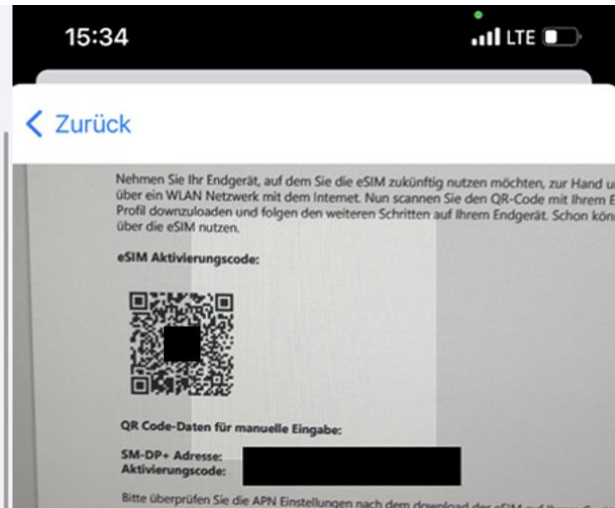 15:34
LTE
Zurück
Nehmen Sie Ihr Endgerät, auf dem Sie die eSIM zukünftig nutzen möchten, zur Hand
über ein WLAN Netzwerk mit dem Internet. Nun scannen Sie den QR-Code mit Ihrem
Profil downzuladen und folgen den weiteren Schritten auf Ihrem Endgerät. Schon
über die eSIM nutzen.
eSIM Aktivierungscode:
QR Code-Daten für manuelle Eingabe:
SM-DP+ Adresse:
Aktivierungscode:
Bitte überprüfen Sie die APN Einstellungen nach dem download der eSIM auf